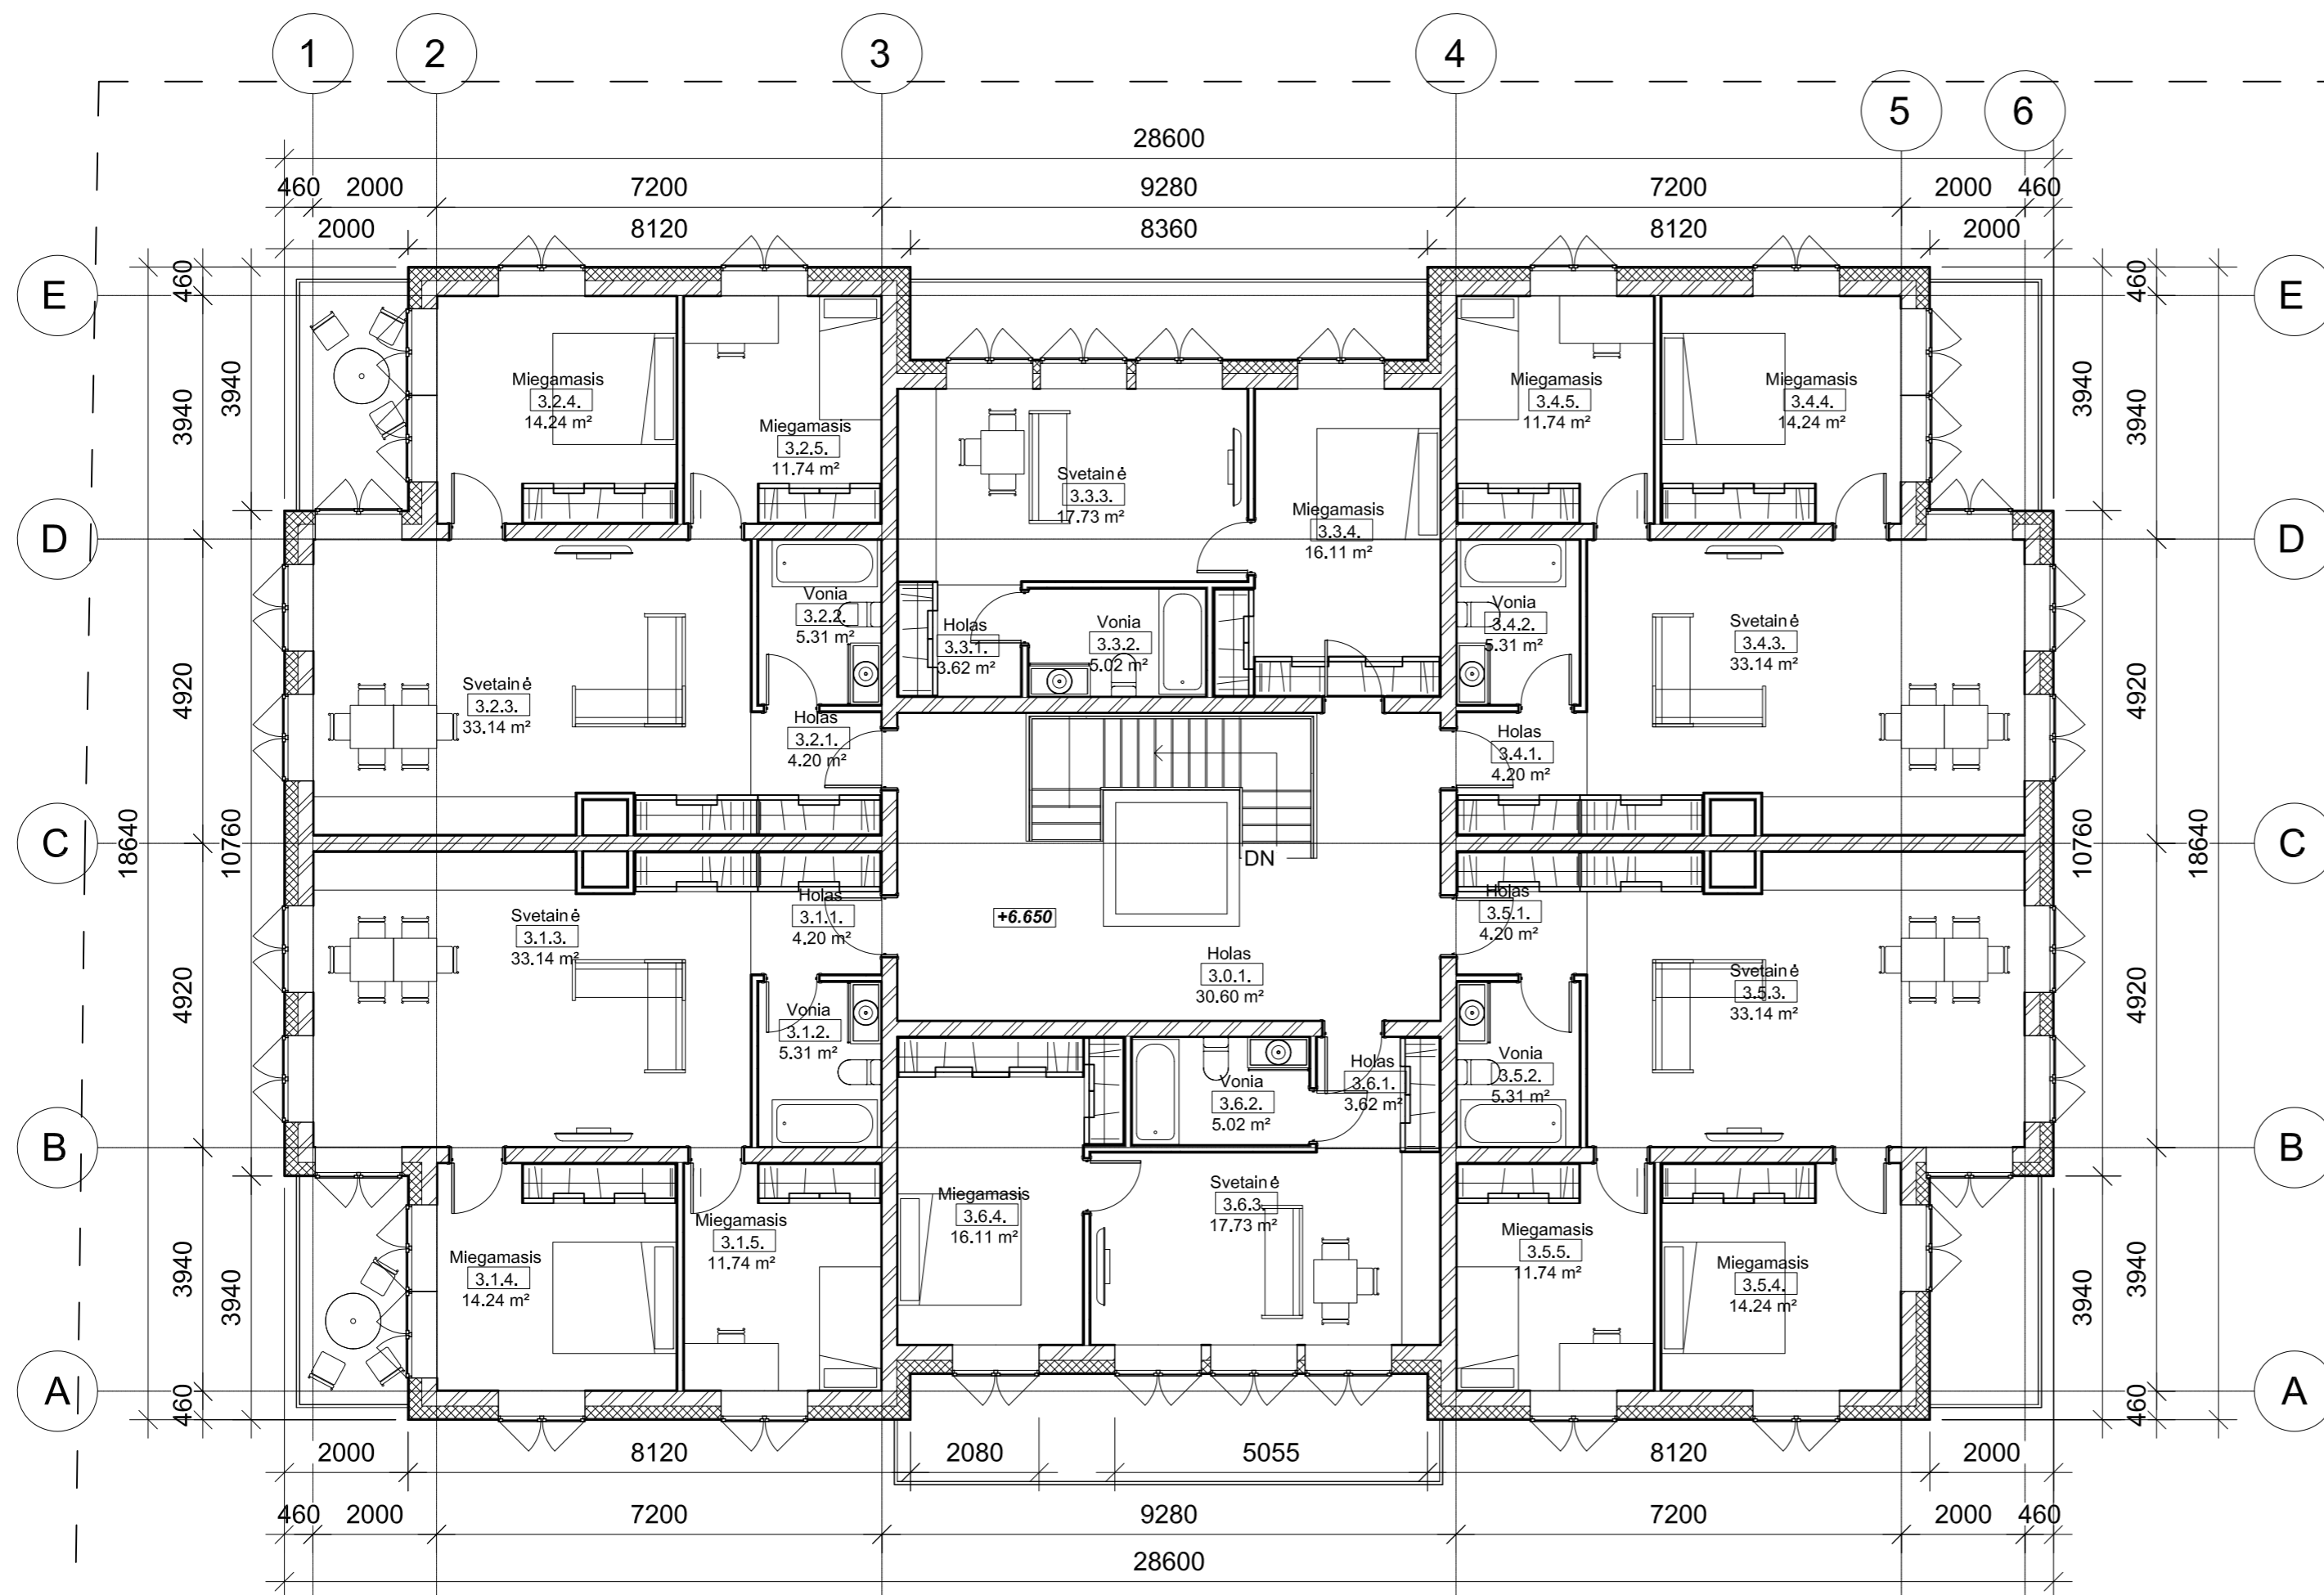 1 2 3 4
5 6
28600
460 2000 7200 9280 7200 2000 460
2000 8120 8360 8120 2000
E 460 460 E
3940 3940 3940 3940
Miegamasis
3.2.4.
14.24 m²
Miegamasis
3.2.5.
11.74 m²
Svetainė
3.3.3.
17.73 m²
Miegamasis
3.3.4.
16.11 m²
Miegamasis
3.4.5.
11.74 m²
Miegamasis
3.4.4.
14.24 m²
D D
Vonia
3.2.2.
5.31 m²
Holas
3.3.1.
3.62 m²
Vonia
3.3.2.
5.02 m²
Vonia
3.4.2.
5.31 m²
Svetainė
3.4.3.
33.14 m²
4920 4920
Svetainė
3.2.3.
33.14 m²
Holas
3.2.1.
4.20 m²
Holas
3.4.1.
4.20 m²
18640 10760 10760 18640
C C
DN
Svetainė
3.1.3.
33.14 m²
Holas
3.1.1.
4.20 m²
+6.650
Holas
3.0.1.
30.60 m²
Holas
3.5.1.
4.20 m²
Svetainė
3.5.3.
33.14 m²
4920 4920
Vonia
3.1.2.
5.31 m²
Vonia
3.6.2.
5.02 m²
Holas
3.6.1.
3.62 m²
Vonia
3.5.2.
5.31 m²
B B
Miegamasis
3.1.4.
14.24 m²
Miegamasis
3.1.5.
11.74 m²
Miegamasis
3.6.4.
16.11 m²
Svetainė
3.6.3.
17.73 m²
Miegamasis
3.5.5.
11.74 m²
Miegamasis
3.5.4.
14.24 m²
3940 3940 3940 3940
A 460 460 A
2000 8120 2080 5055 8120 2000
460 2000 7200 9280 7200 2000 460
28600